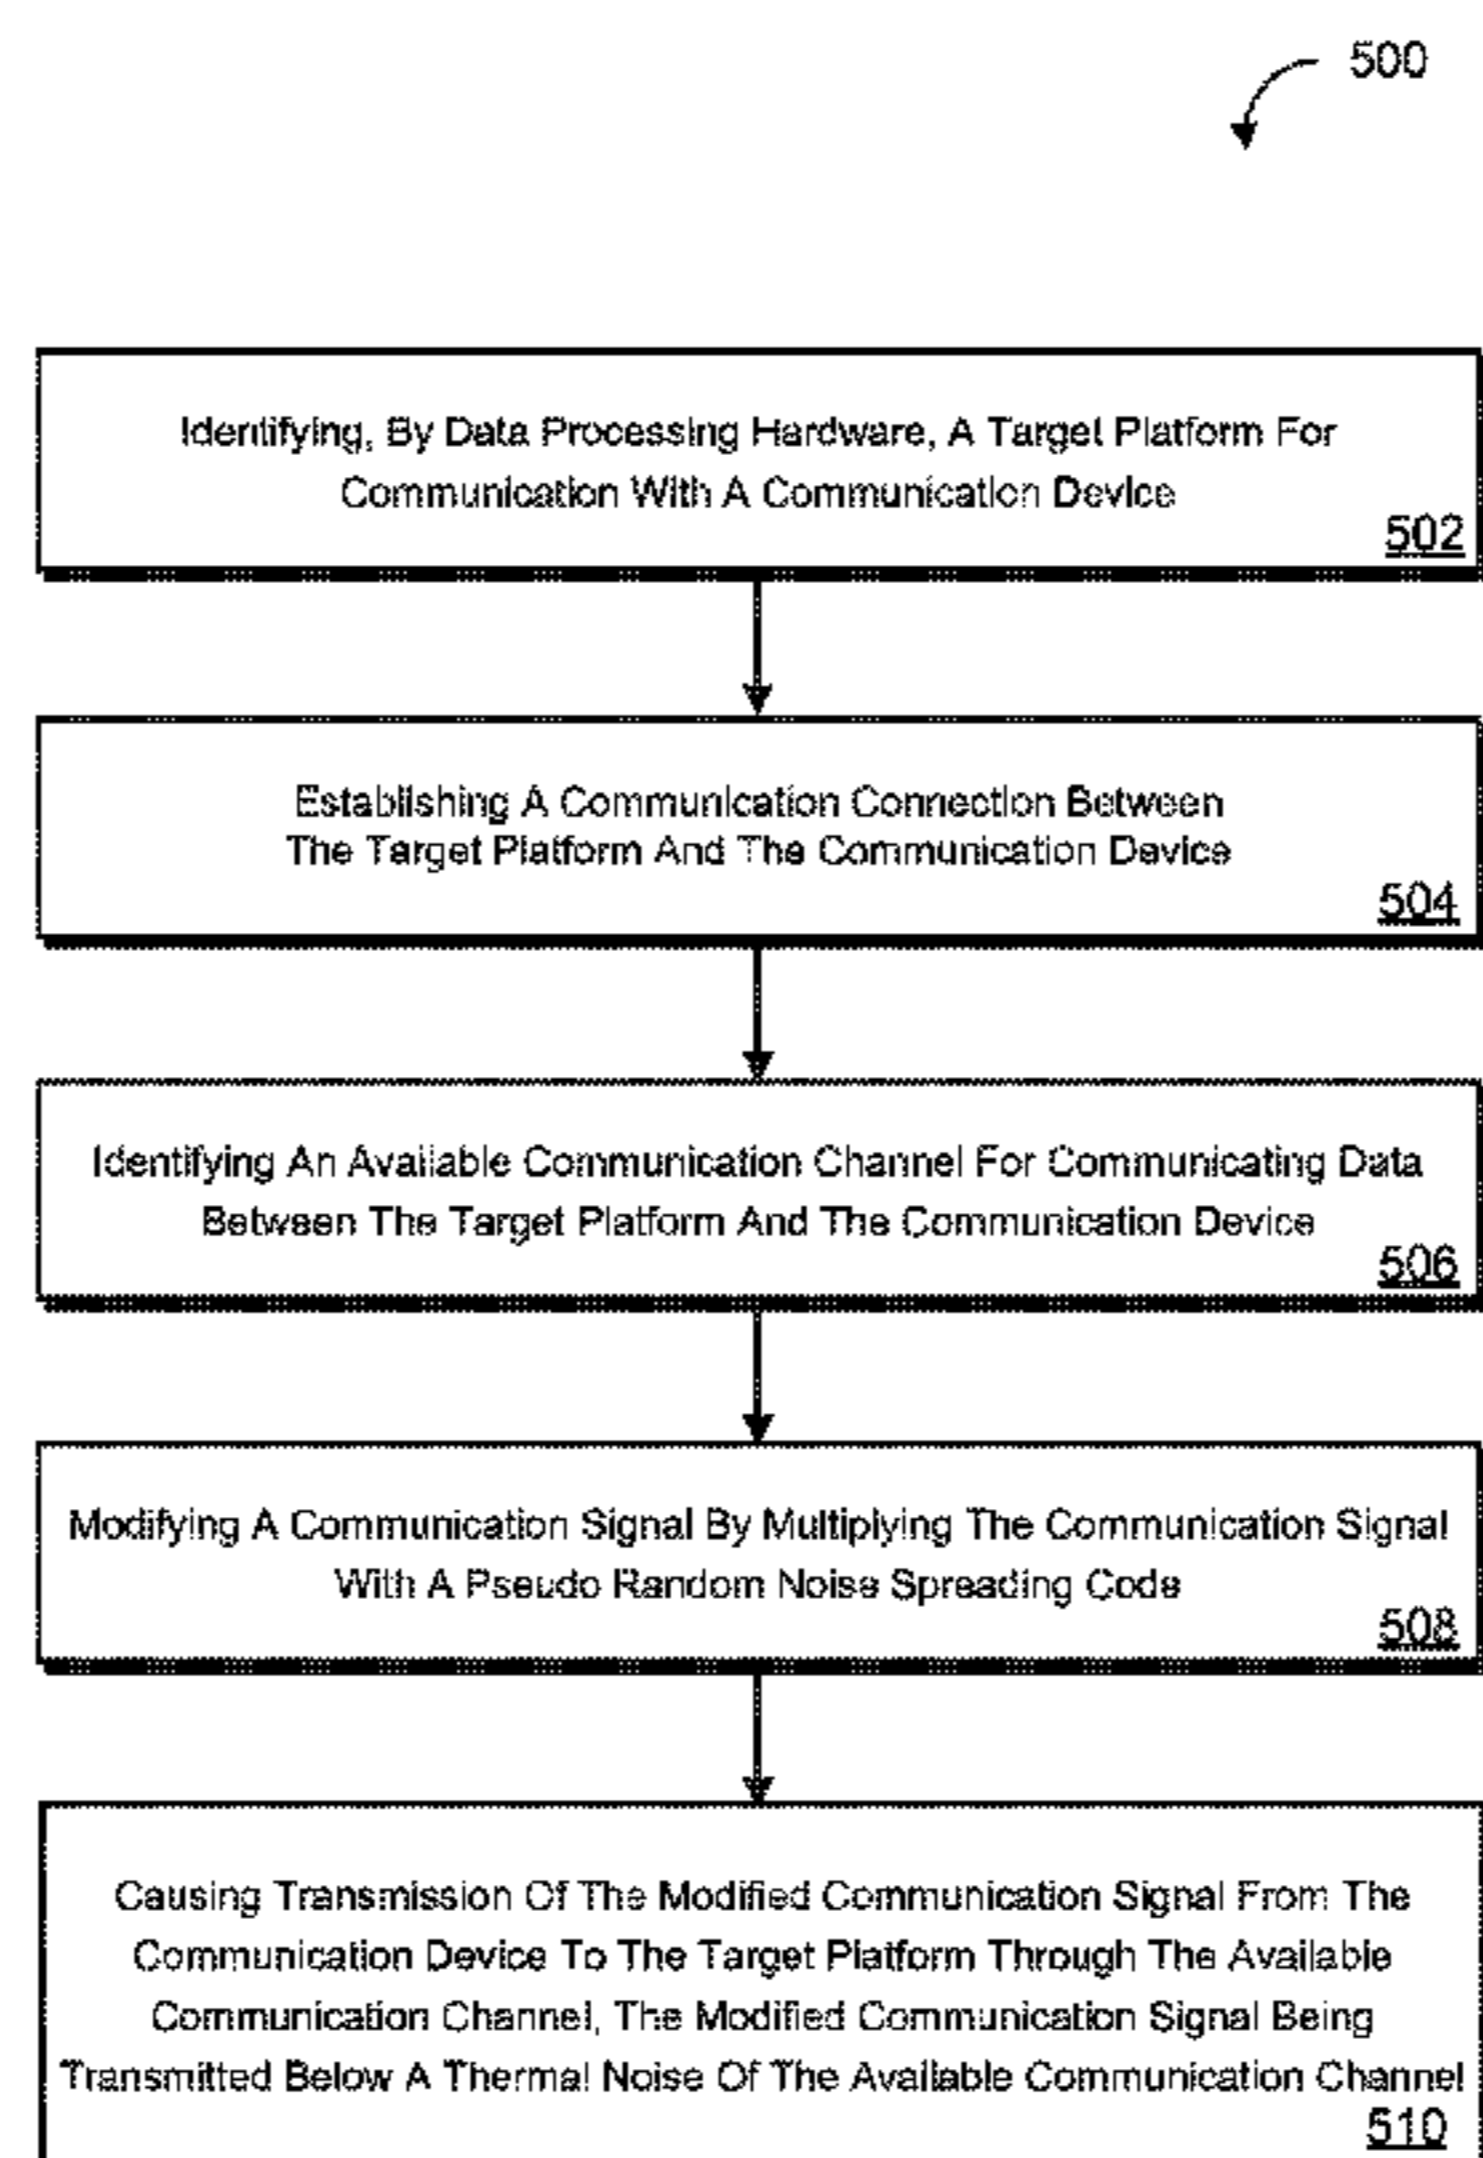 500
Identifying, By Data Processing Hardware, A Target Platform For
Communication With A Communication Device
502
Establishing A Communication Connection Between
The Target Platform And The Communication Device
504
Identifying An Available Communication Channel For Communicating Data
Between The Target Platform And The Communication Device
506
Modifying A Communication Signal By Multiplying The Communication Signal
With A Pseudo Random Noise Spreading Code
508
Causing Transmission Of The Modified Communication Signal From The
Communication Device To The Target Platform Through The Available
Communication Channel, The Modified Communication Signal Being
Transmitted Below A Thermal Noise Of The Available Communication Channel
510